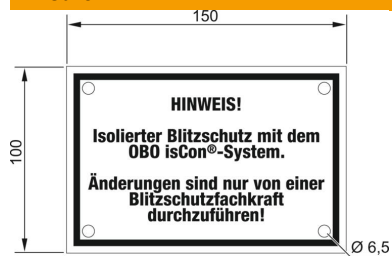 150
100
HINWEIS!
Isolierter Blitzschutz mit dem
OBO isCon®-System.
Änderungen sind nur von einer
Blitzschutzfachkraft
durchzuführen!
Ø 6,5